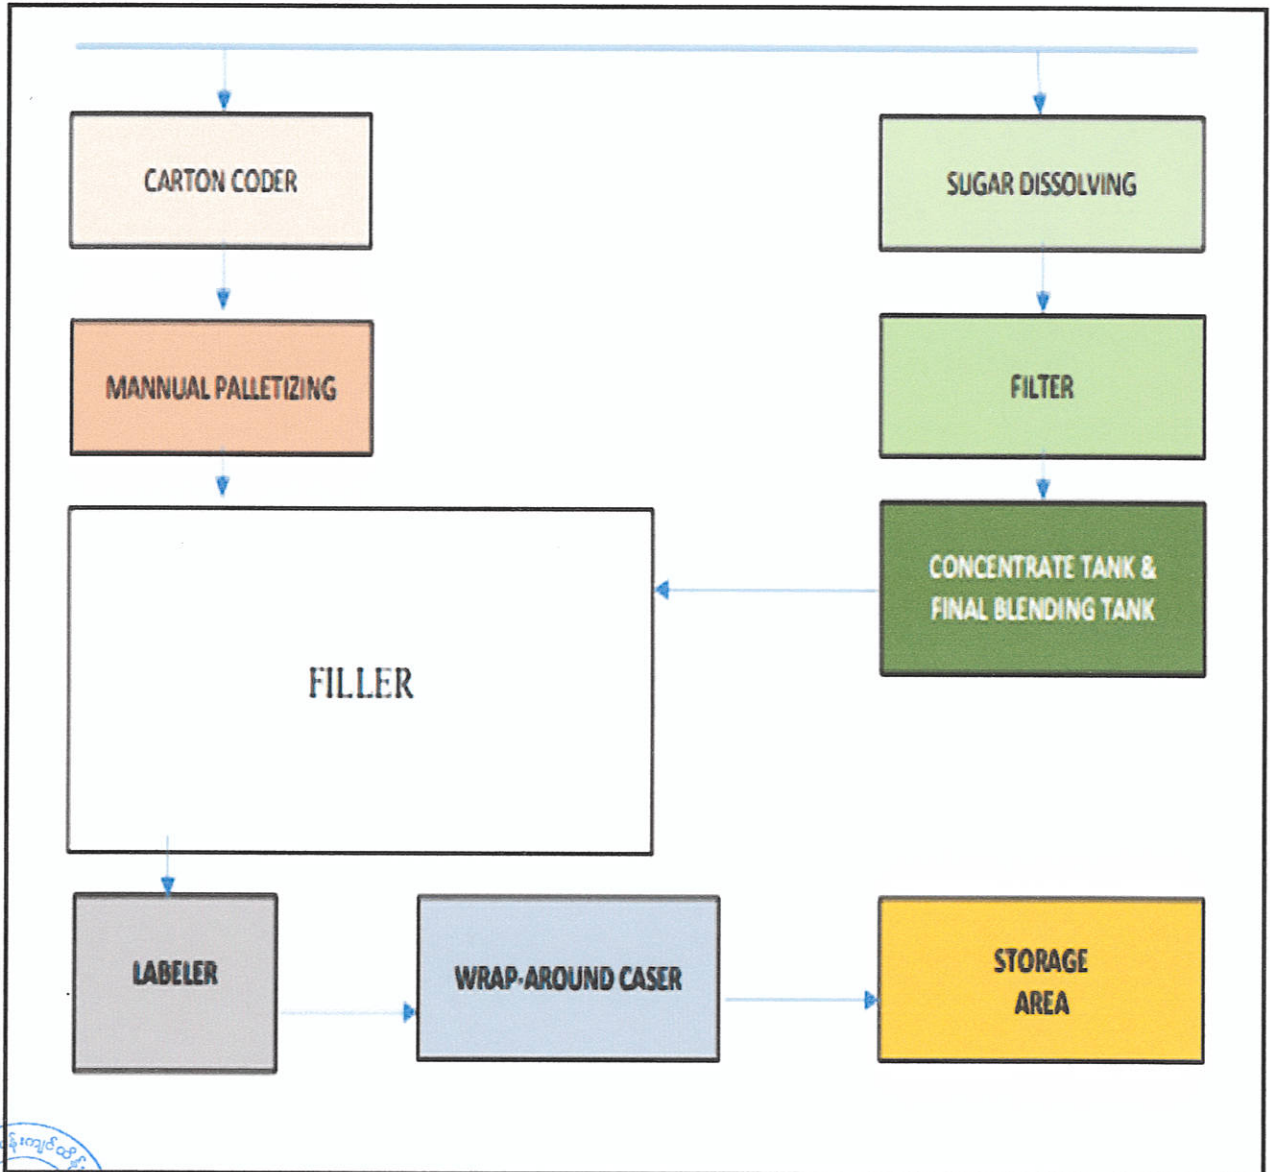 CARTON CODER
SUGAR DISSOLVING
MANNUAL PALLETIZING
FILTER
CONCENTRATE TANK &
FINAL BLENDING TANK
FILLER
LABELER
WRAP-AROUND CASER
STORAGE
AREA